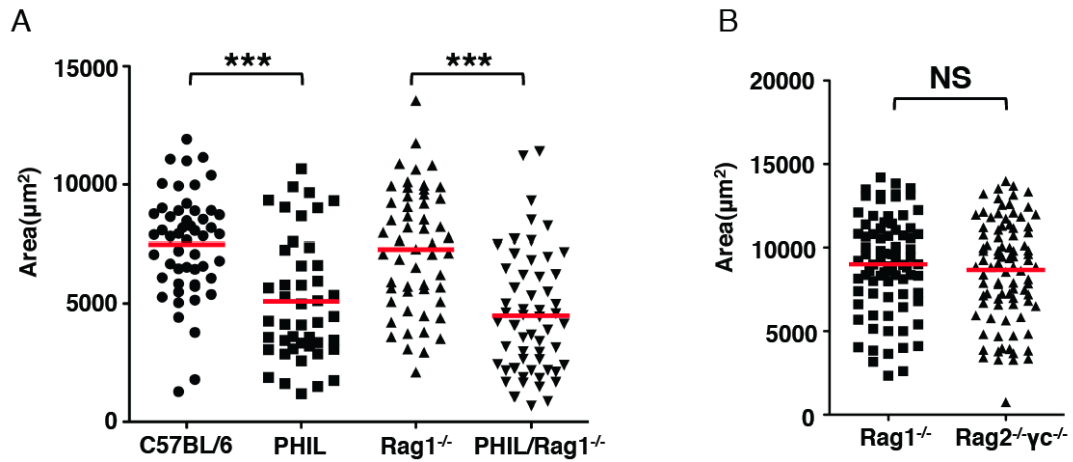 A
B
*** ***
NS
15000
10000
5000
0
Area(µm²)
C57BL/6 PHIL Rag1⁻/⁻ PHIL/Rag1⁻/⁻
20000
15000
10000
5000
0
Area(µm²)
Rag1⁻/⁻ Rag2⁻/⁻γc⁻/⁻